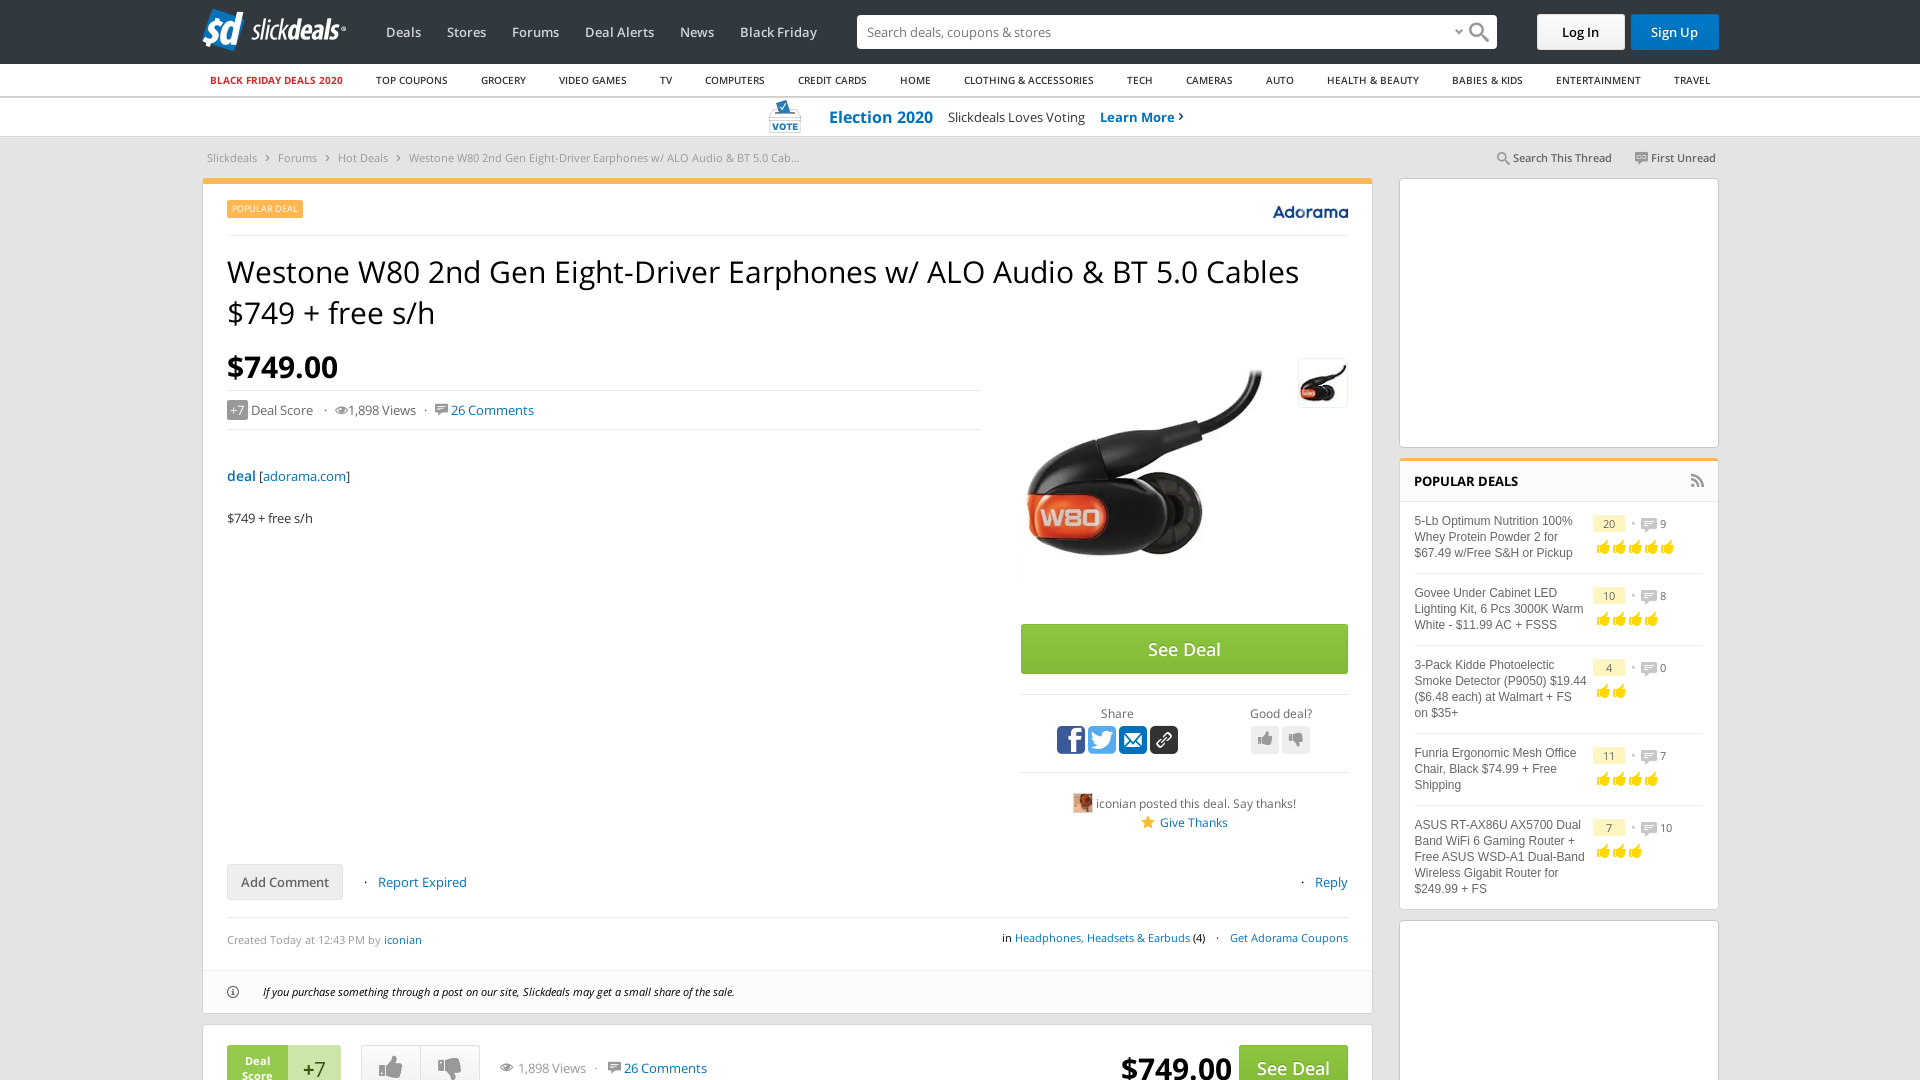 slickdeals
Deals
Stores
Forums
Deal Alerts
News
Black Friday
Search deals, coupons & stores
Log In
Sign Up
BLACK FRIDAY DEALS 2020
TOP COUPONS
GROCERY
VIDEO GAMES
TV
COMPUTERS
CREDIT CARDS
HOME
CLOTHING & ACCESSORIES
TECH
CAMERAS
AUTO
HEALTH & BEAUTY
BABIES & KIDS
ENTERTAINMENT
TRAVEL
VOTE
Election 2020 Slickdeals Loves Voting Learn More
Slickdeals > Forums > Hot Deals > Westone W80 2nd Gen Eight-Driver Earphones w/ ALO Audio & BT 5.0 Cab...
Search This Thread
First Unread
POPULAR DEAL
Adorama
Westone W80 2nd Gen Eight-Driver Earphones w/ ALO Audio & BT 5.0 Cables
$749 + free s/h
$749.00
+7 Deal Score · 1,898 Views · 26 Comments
deal [adorama.com]
$749 + free s/h
W80
W80
See Deal
Share
Good deal?
iconian posted this deal. Say thanks!
Give Thanks
Add Comment
· Report Expired
· Reply
Created Today at 12:43 PM by iconian
in Headphones, Headsets & Earbuds (4) · Get Adorama Coupons
If you purchase something through a post on our site, Slickdeals may get a small share of the sale.
Deal
Score
+7
1,898 Views · 26 Comments
$749.00
See Deal
POPULAR DEALS
5-Lb Optimum Nutrition 100%
Whey Protein Powder 2 for
$67.49 w/Free S&H or Pickup
20 · 9
Govee Under Cabinet LED
Lighting Kit, 6 Pcs 3000K Warm
White - $11.99 AC + FSSS
10 · 8
3-Pack Kidde Photoelectic
Smoke Detector (P9050) $19.44
($6.48 each) at Walmart + FS
on $35+
4 · 0
Funria Ergonomic Mesh Office
Chair, Black $74.99 + Free
Shipping
11 · 7
ASUS RT-AX86U AX5700 Dual
Band WiFi 6 Gaming Router +
Free ASUS WSD-A1 Dual-Band
Wireless Gigabit Router for
$249.99 + FS
7 · 10